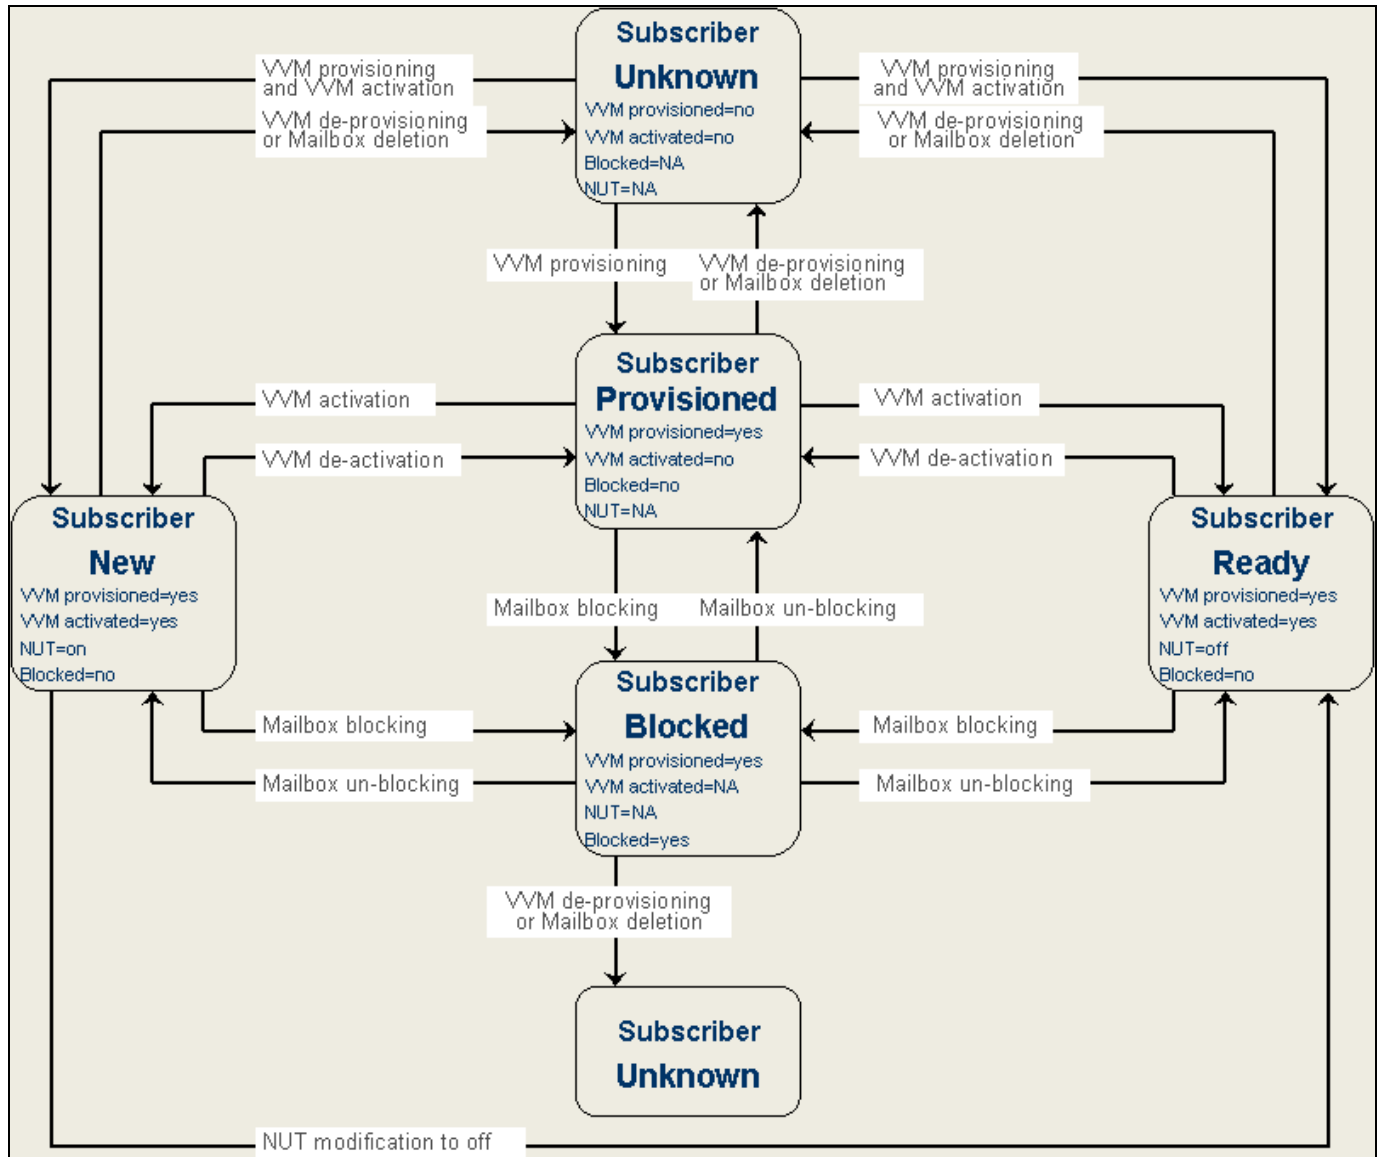 Subscriber
Unknown
VVM provisioned=no
VVM activated=no
Blocked=NA
NUT=NA
VVM provisioning
and VVM activation
VVM de-provisioning
or Mailbox deletion
VVM provisioning
and VVM activation
VVM de-provisioning
or Mailbox deletion
VVM provisioning
VVM de-provisioning
or Mailbox deletion
Subscriber
Provisioned
VVM provisioned=yes
VVM activated=no
Blocked=no
NUT=NA
VVM activation
VVM de-activation
VVM activation
VVM de-activation
Subscriber
New
VVM provisioned=yes
VVM activated=yes
NUT=on
Blocked=no
Subscriber
Ready
VVM provisioned=yes
VVM activated=yes
NUT=off
Blocked=no
Mailbox blocking
Mailbox un-blocking
Subscriber
Blocked
VVM provisioned=yes
VVM activated=NA
NUT=NA
Blocked=yes
Mailbox blocking
Mailbox un-blocking
Mailbox blocking
Mailbox un-blocking
VVM de-provisioning
or Mailbox deletion
Subscriber
Unknown
NUT modification to off